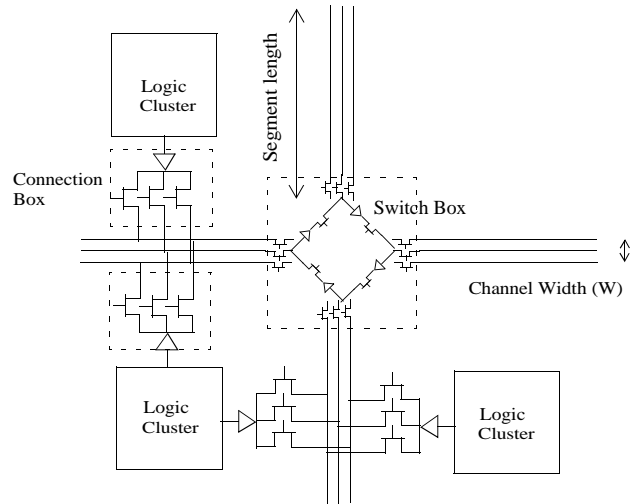 Logic
Cluster
Segment length
Connection
Box
Switch Box
Channel Width (W)
Logic
Cluster
Logic
Cluster